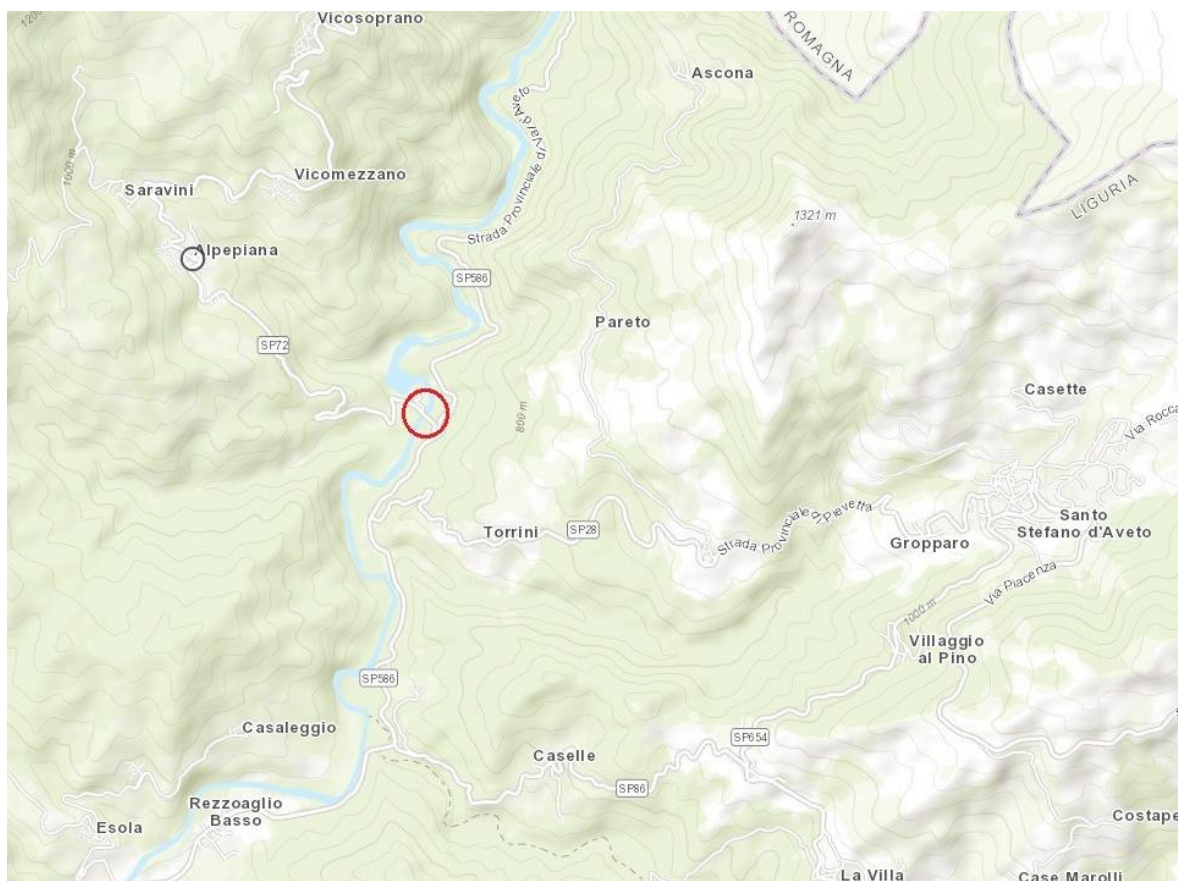 1200
Vicosoprano
ROMAGNA
Ascona
Strada Provinciale di Val d'Aveto
1000 m
Vicomezzano
Saravini
LIGURIA
1321 m
Alpepiana
SP586
Pareto
SP72
Casette
800 m
Via Rocca
Torrini
SP28
Strada Provinciale di Pievetta
Santo
Stefano d'Aveto
Gropparo
Via Piacenza
1000 m
Villaggio
al Pino
SP586
Casaleggio
SP654
Caselle
SP86
Rezzoaglio
Basso
Esola
Costape
La Villa
Case Marolli